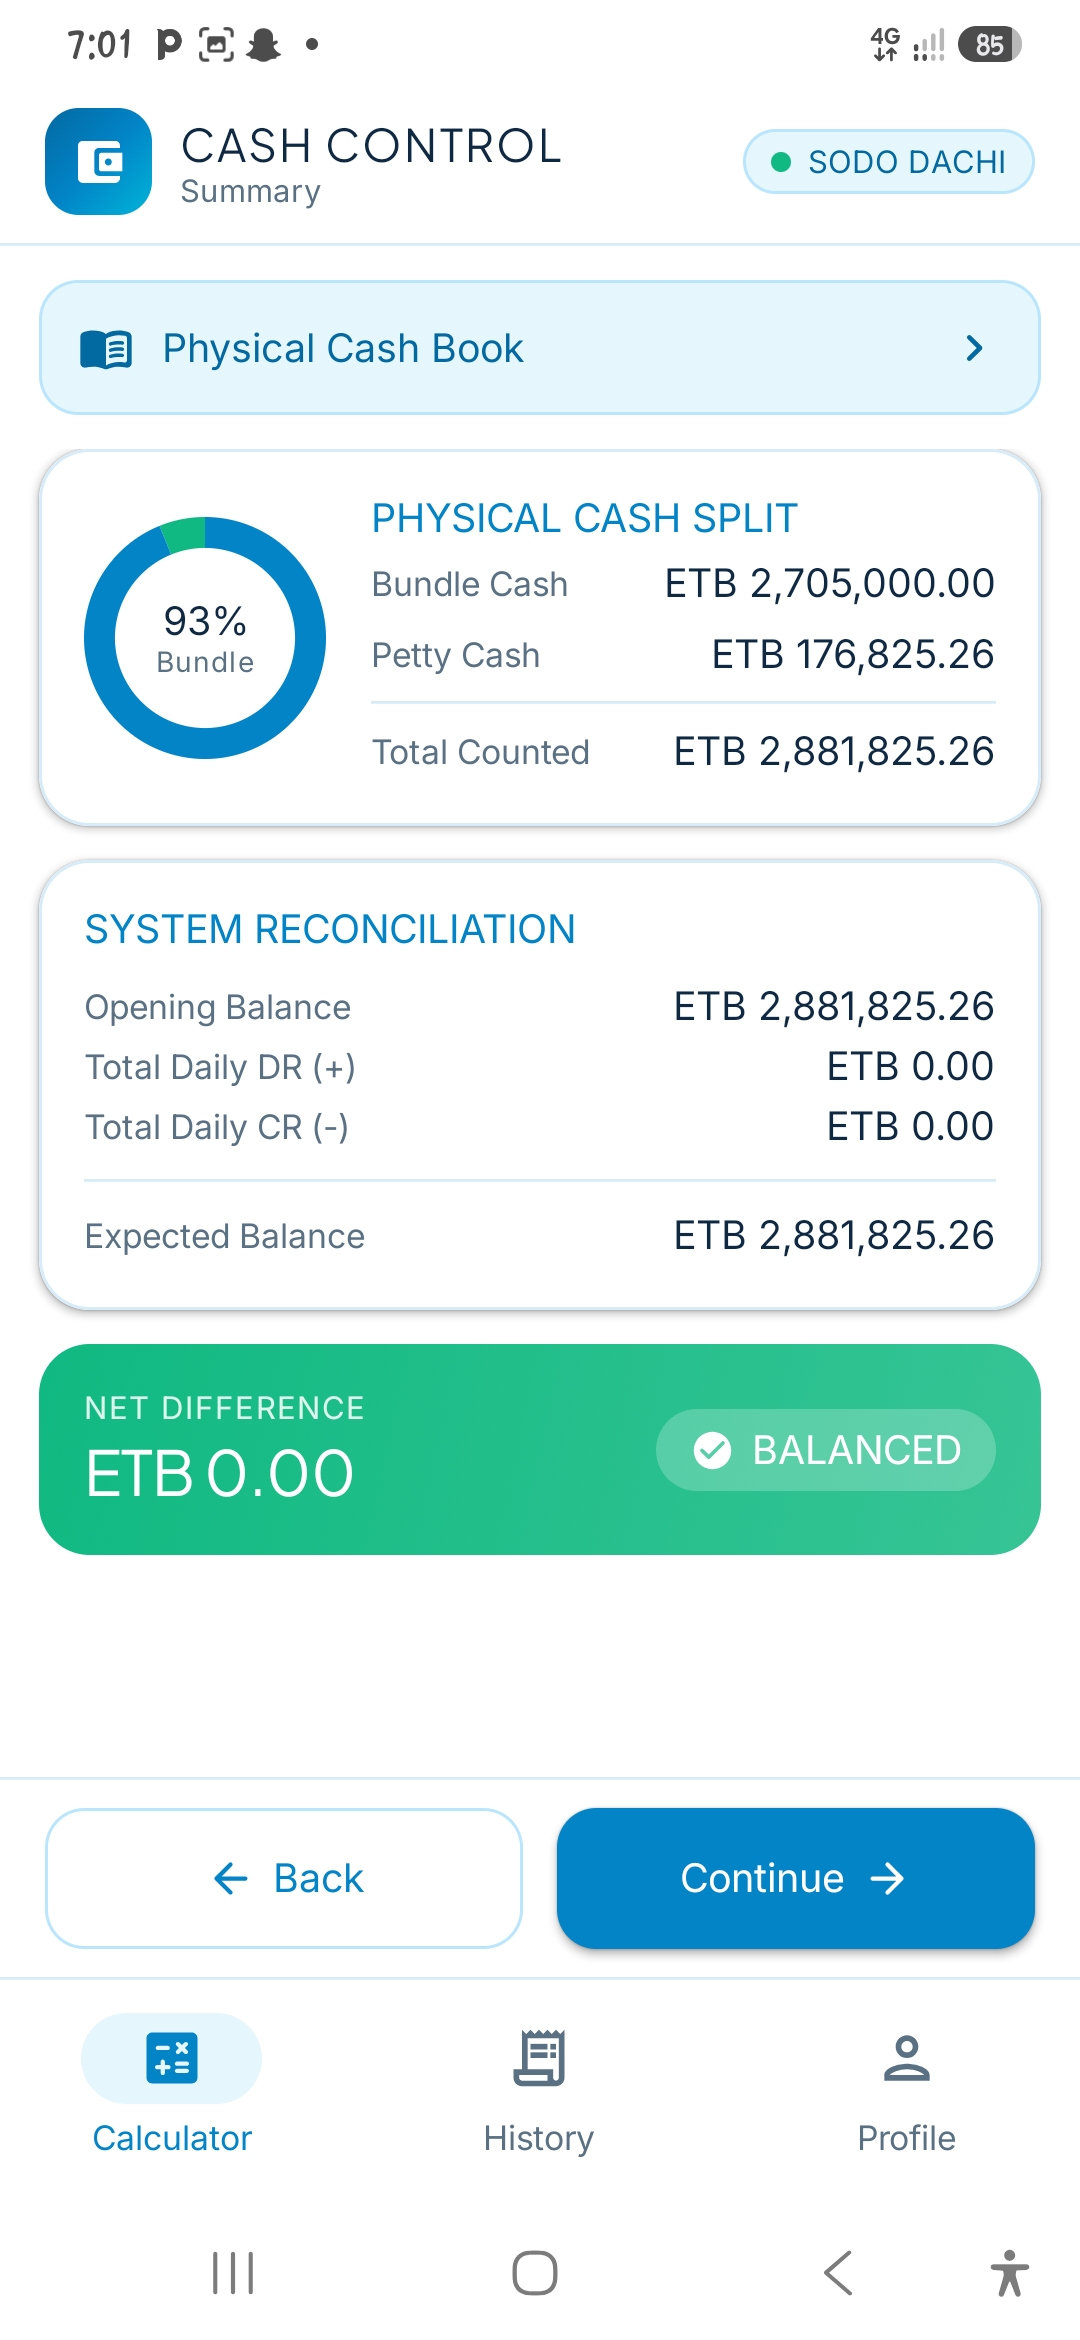 7:01
4G
85
CASH CONTROL
Summary
SODO DACHI
Physical Cash Book
93%
Bundle
PHYSICAL CASH SPLIT
Bundle Cash ETB 2,705,000.00
Petty Cash ETB 176,825.26
Total Counted ETB 2,881,825.26
SYSTEM RECONCILIATION
Opening Balance ETB 2,881,825.26
Total Daily DR (+) ETB 0.00
Total Daily CR (-) ETB 0.00
Expected Balance ETB 2,881,825.26
NET DIFFERENCE
ETB 0.00
BALANCED
Back
Continue
Calculator
History
Profile